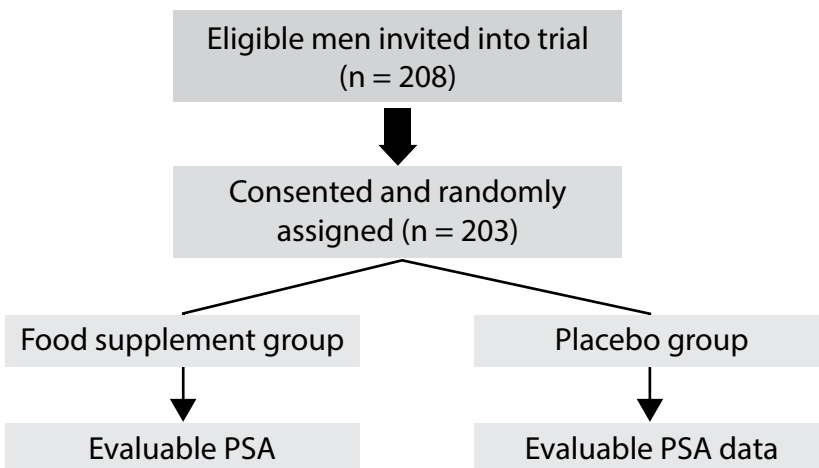 Eligible men invited into trial
(n = 208)
Consented and randomly
assigned (n = 203)
Food supplement group
Placebo group
Evaluable PSA
Evaluable PSA data